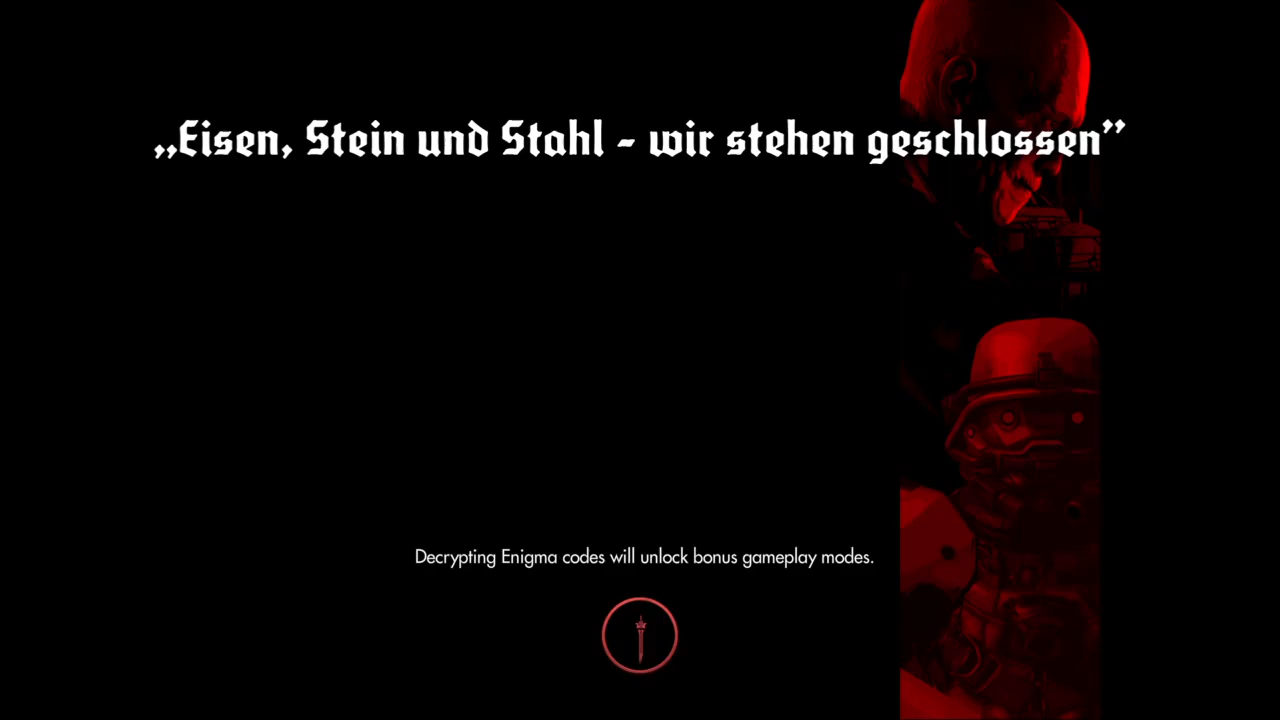 „Eisen, Stein und Stahl - wir stehen geschlossen”
Decrypting Enigma codes will unlock bonus gameplay modes.